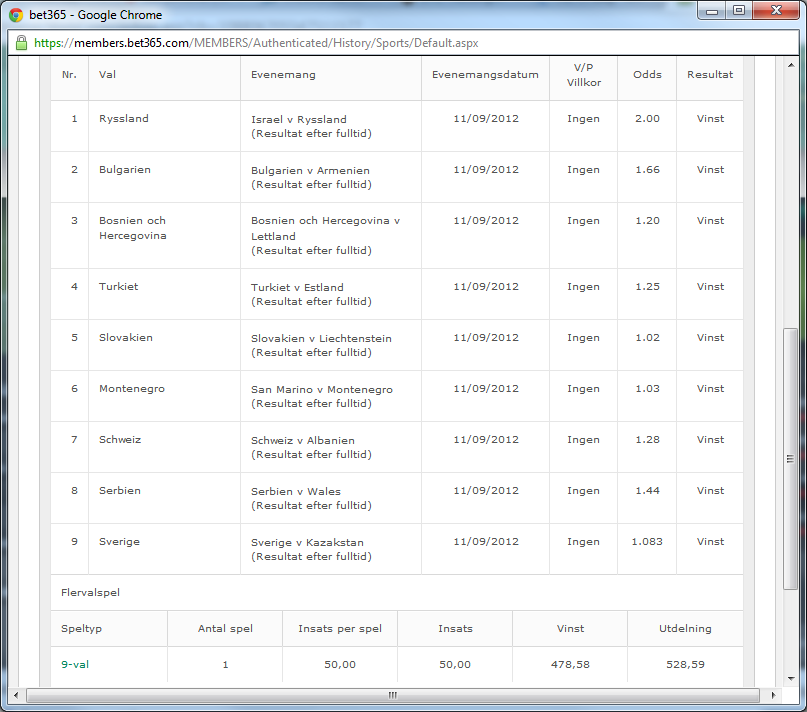 bet365 - Google Chrome
https://members.bet365.com/MEMBERS/Authenticated/History/Sports/Default.aspx
Nr. Val Evenemang Evenemangsdatum V/P Villkor Odds Resultat
1 Ryssland Israel v Ryssland 11/09/2012 Ingen 2.00 Vinst
(Resultat efter fulltid)
2 Bulgarien Bulgarien v Armenien 11/09/2012 Ingen 1.66 Vinst
(Resultat efter fulltid)
3 Bosnien och Bosnien och Hercegovina v 11/09/2012 Ingen 1.20 Vinst
Hercegovina Lettland
(Resultat efter fulltid)
4 Turkiet Turkiet v Estland 11/09/2012 Ingen 1.25 Vinst
(Resultat efter fulltid)
5 Slovakien Slovakien v Liechtenstein 11/09/2012 Ingen 1.02 Vinst
(Resultat efter fulltid)
6 Montenegro San Marino v Montenegro 11/09/2012 Ingen 1.03 Vinst
(Resultat efter fulltid)
7 Schweiz Schweiz v Albanien 11/09/2012 Ingen 1.28 Vinst
(Resultat efter fulltid)
8 Serbien Serbien v Wales 11/09/2012 Ingen 1.44 Vinst
(Resultat efter fulltid)
9 Sverige Sverige v Kazakstan 11/09/2012 Ingen 1.083 Vinst
(Resultat efter fulltid)
Flervalspel
Speltyp Antal spel Insats per spel Insats Vinst Utdelning
9-val 1 50,00 50,00 478,58 528,59